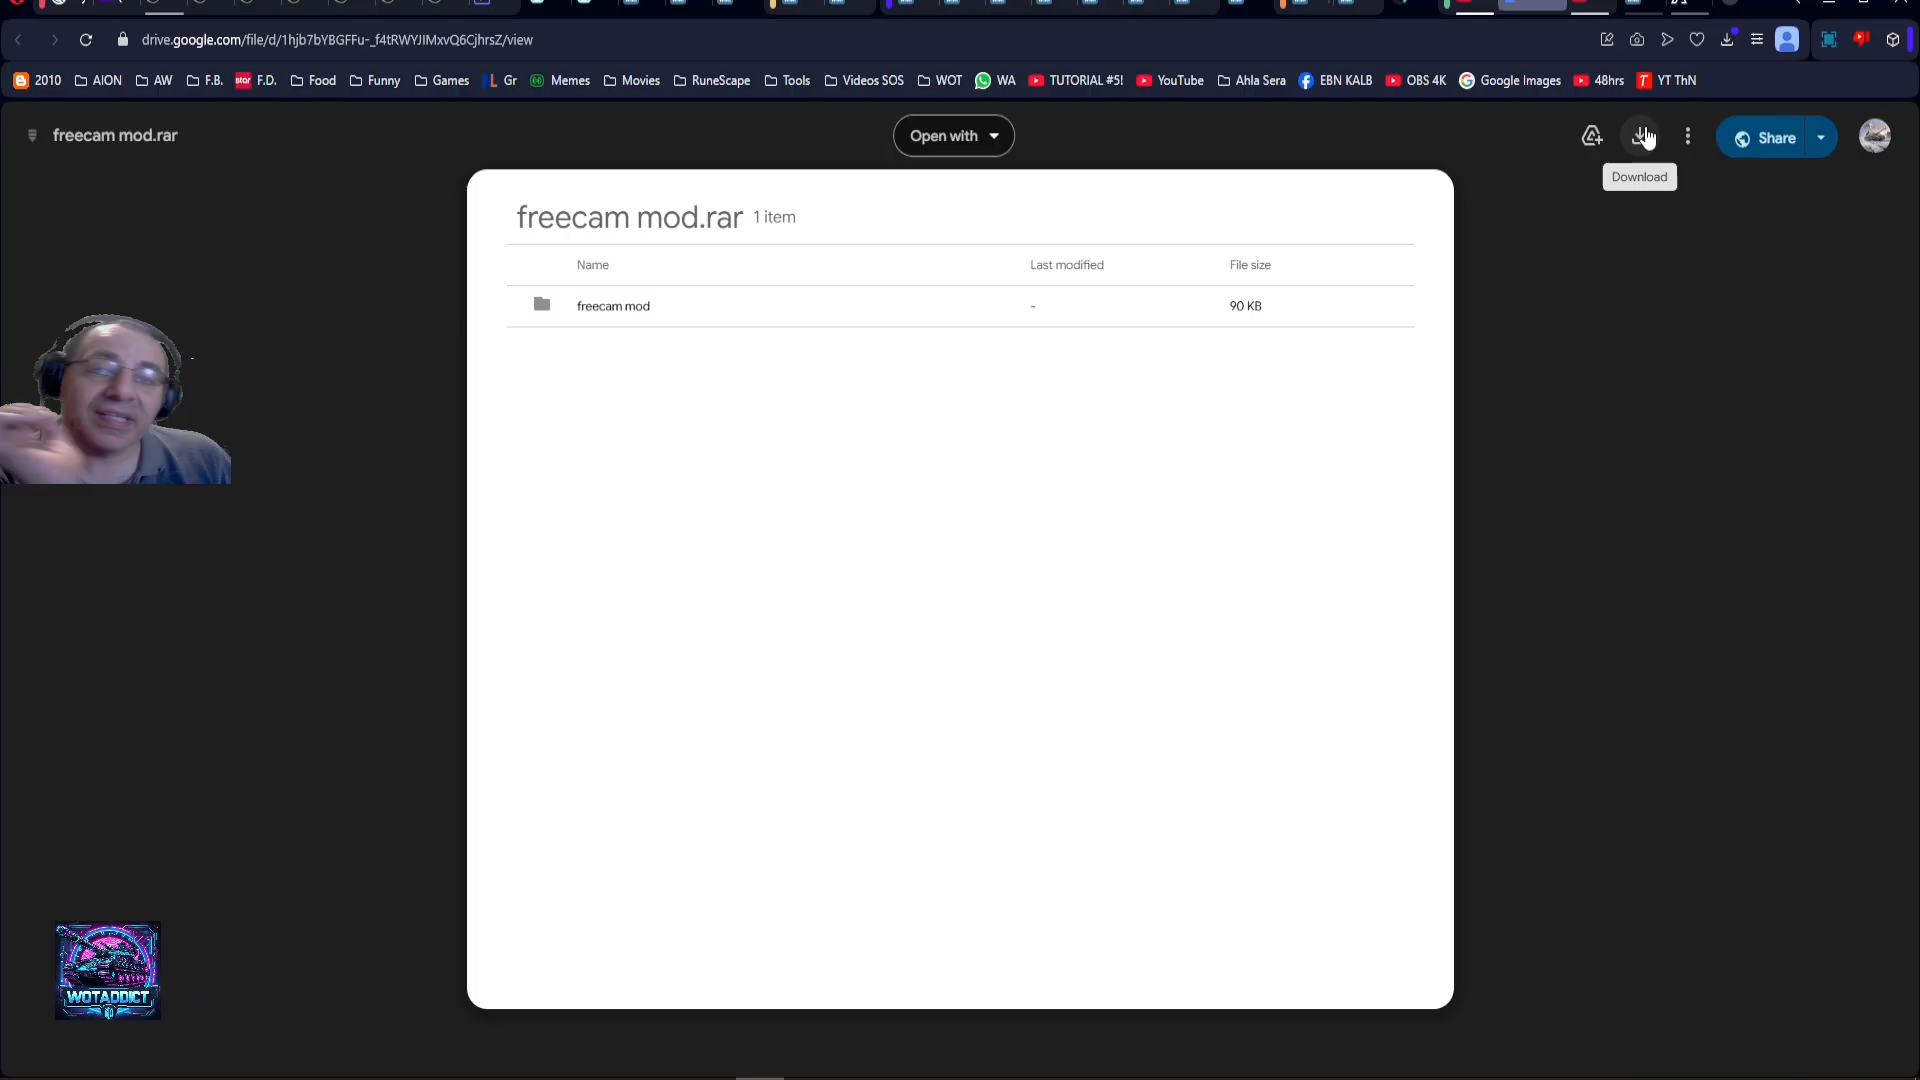 drive.google.com/file/d/1hjb7bYBGFFu-_f4tRWYJIMxvQ6CjhrsZ/view
2010 AION AW F.B. F.D. Food Funny Games Gr Memes Movies RuneScape Tools Videos SOS WOT WA TUTORIAL #5! YouTube Ahla Sera EBN KALB OBS 4K Google Images 48hrs YT ThN
freecam mod.rar
Open with
Share
Download
freecam mod.rar 1 item
Name Last modified File size
freecam mod - 90 KB
WOTADDICT